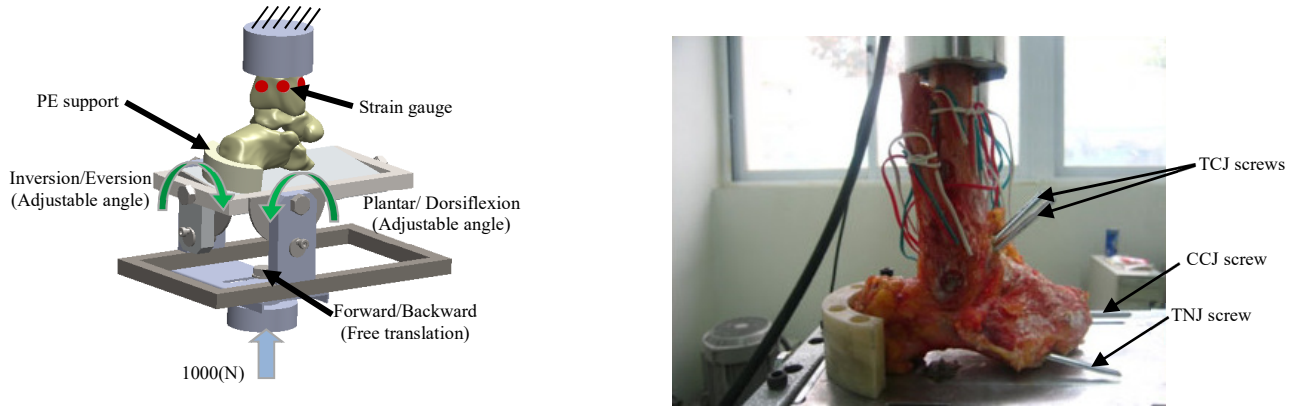 PE support
Strain gauge
Inversion/Eversion
(Adjustable angle)
Plantar/ Dorsiflexion
(Adjustable angle)
Forward/Backward
(Free translation)
1000(N)
TCJ screws
CCJ screw
TNJ screw